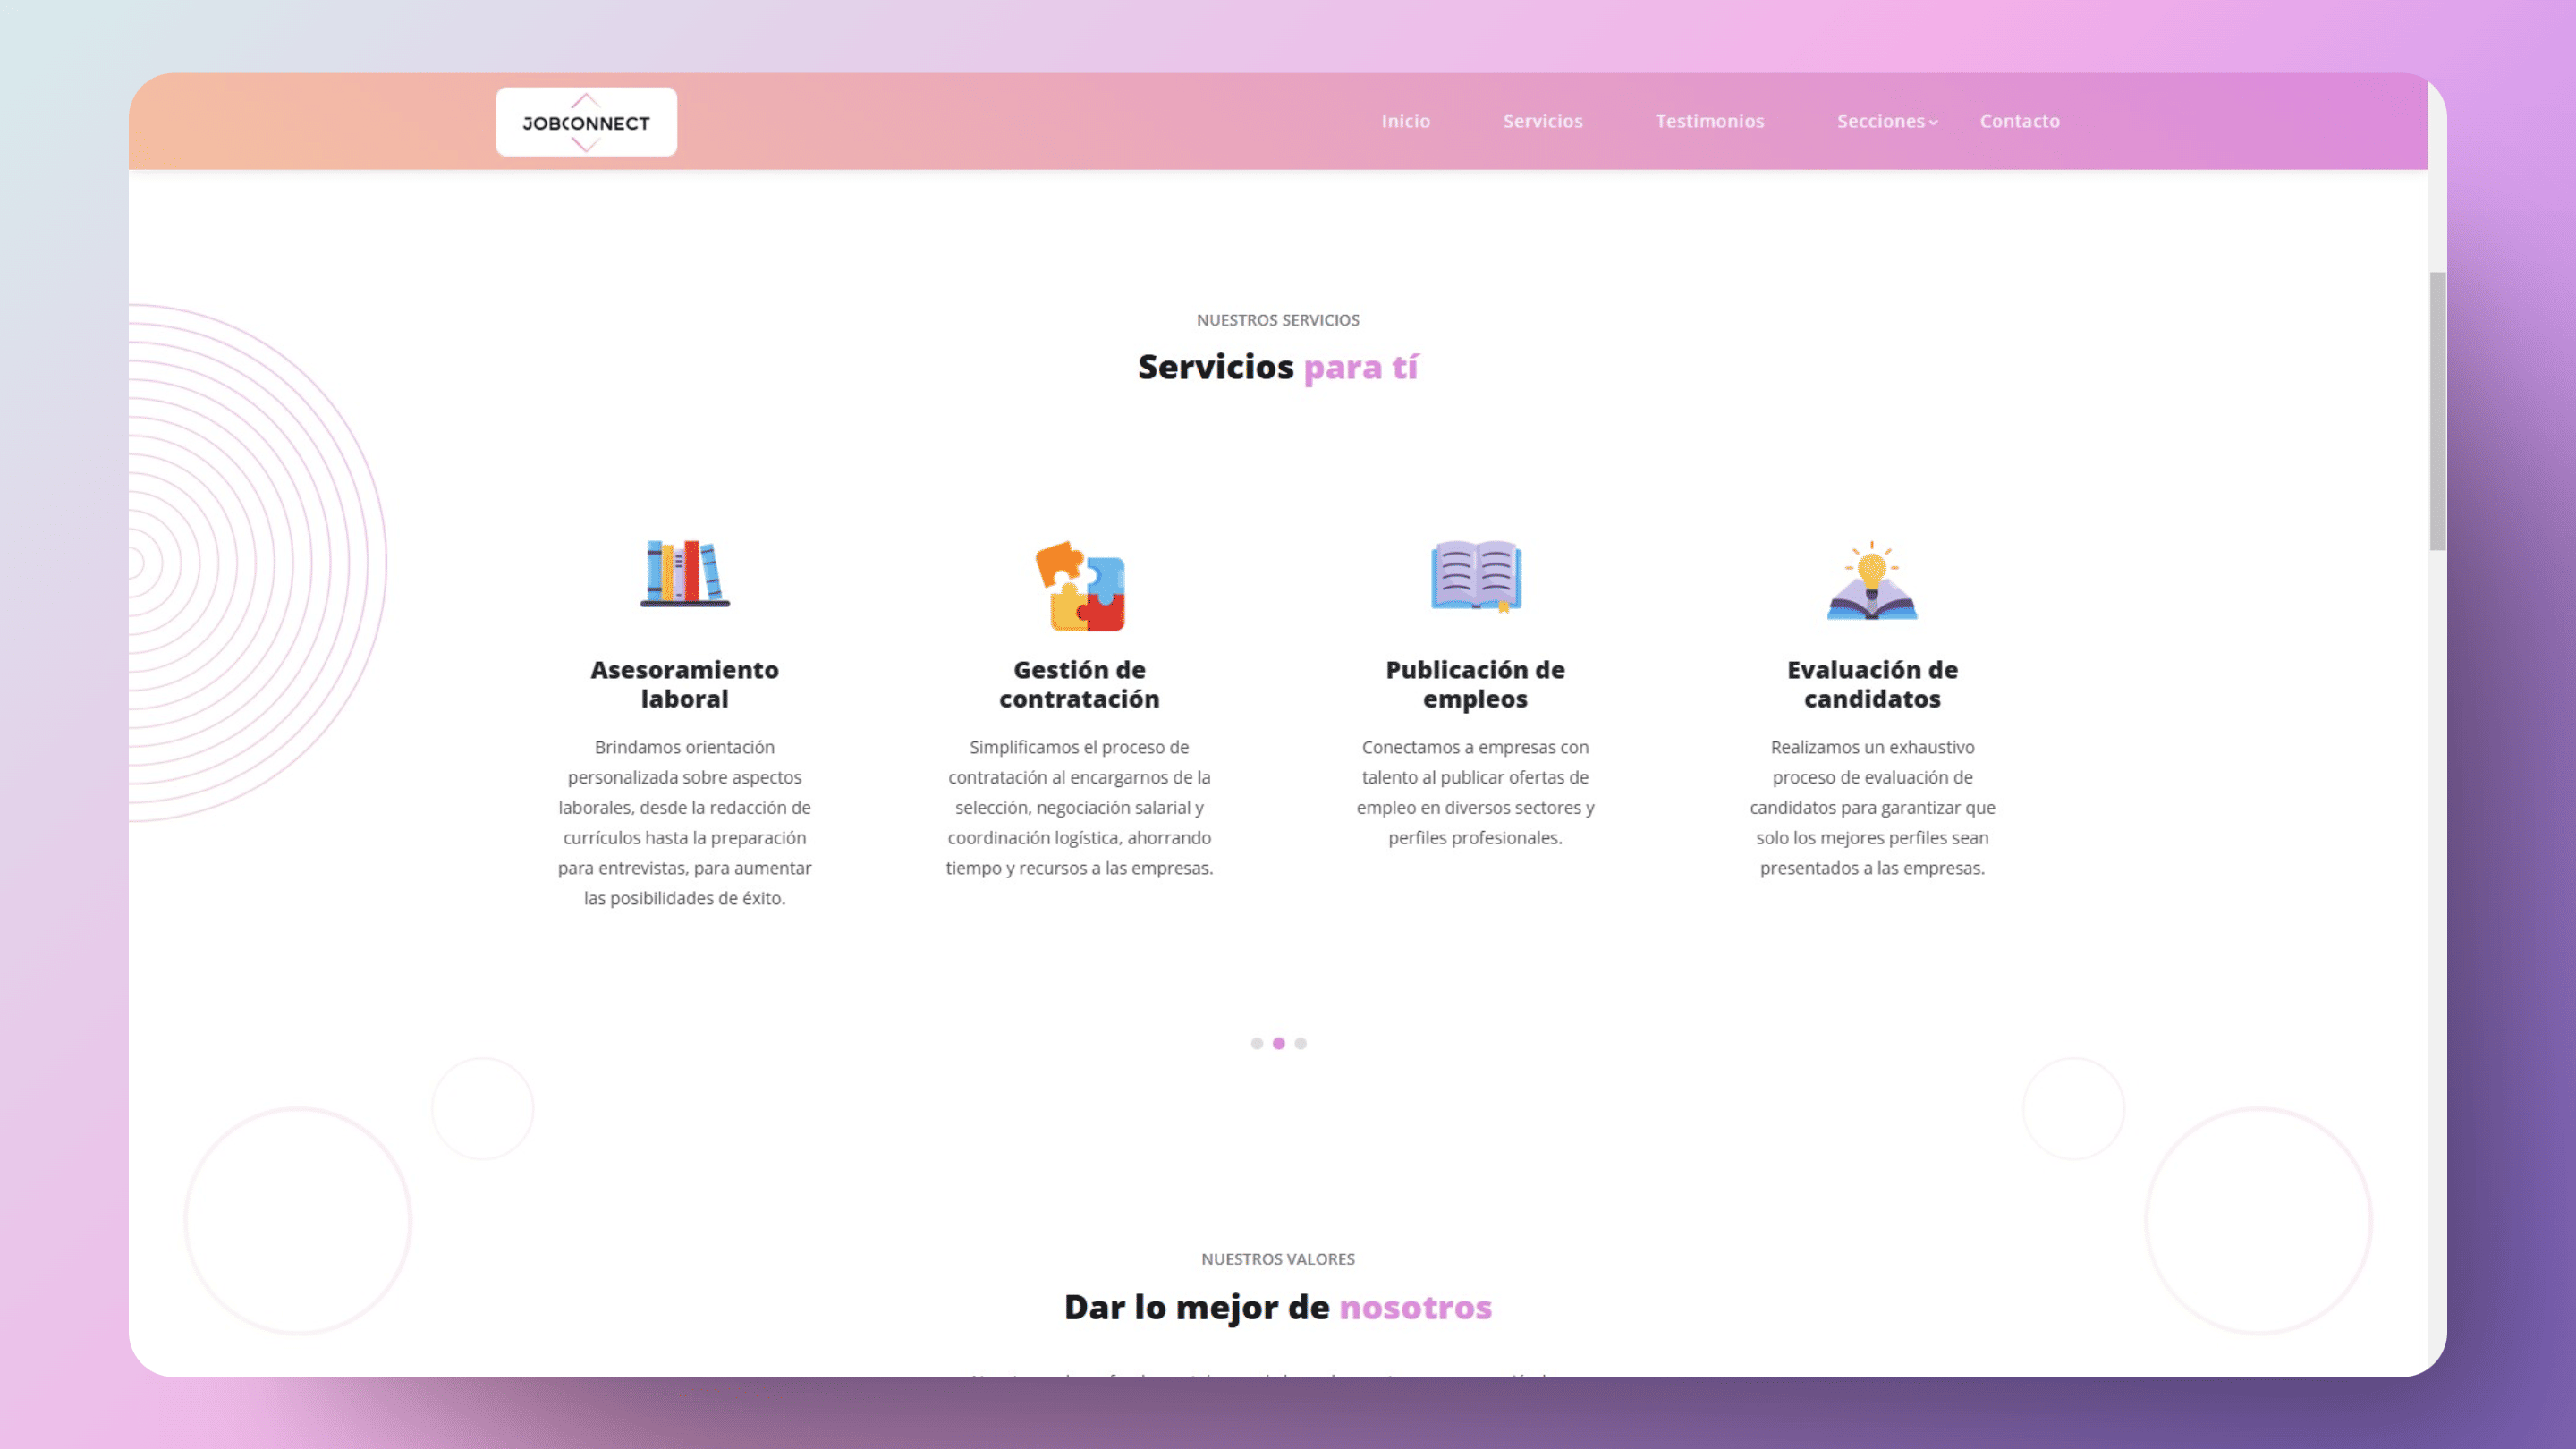 JOBCONNECT
Inicio Servicios Testimonios Secciones Contacto
NUESTROS SERVICIOS
Servicios para tí
Asesoramiento
laboral
Brindamos orientación
personalizada sobre aspectos
laborales, desde la redacción de
currículos hasta la preparación
para entrevistas, para aumentar
las posibilidades de éxito.
Gestión de
contratación
Simplificamos el proceso de
contratación al encargarnos de la
selección, negociación salarial y
coordinación logística, ahorrando
tiempo y recursos a las empresas.
Publicación de
empleos
Conectamos a empresas con
talento al publicar ofertas de
empleo en diversos sectores y
perfiles profesionales.
Evaluación de
candidatos
Realizamos un exhaustivo
proceso de evaluación de
candidatos para garantizar que
solo los mejores perfiles sean
presentados a las empresas.
NUESTROS VALORES
Dar lo mejor de nosotros